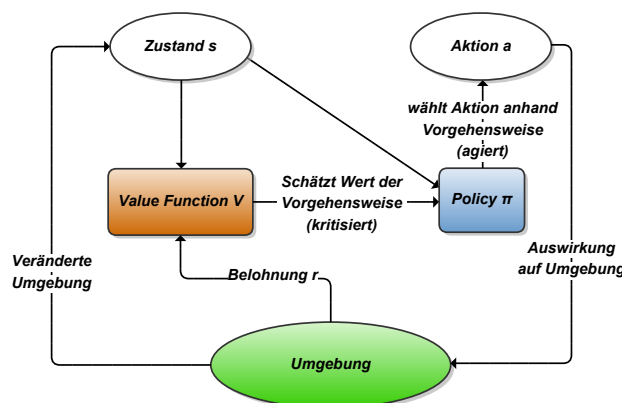 Zustand s
Aktion a
wählt Aktion anhand
Vorgehensweise
(agiert)
Value Function V
Schätzt Wert der
Vorgehensweise
(kritisiert)
Policy π
Veränderte
Umgebung
Belohnung r
Auswirkung
auf Umgebung
Umgebung